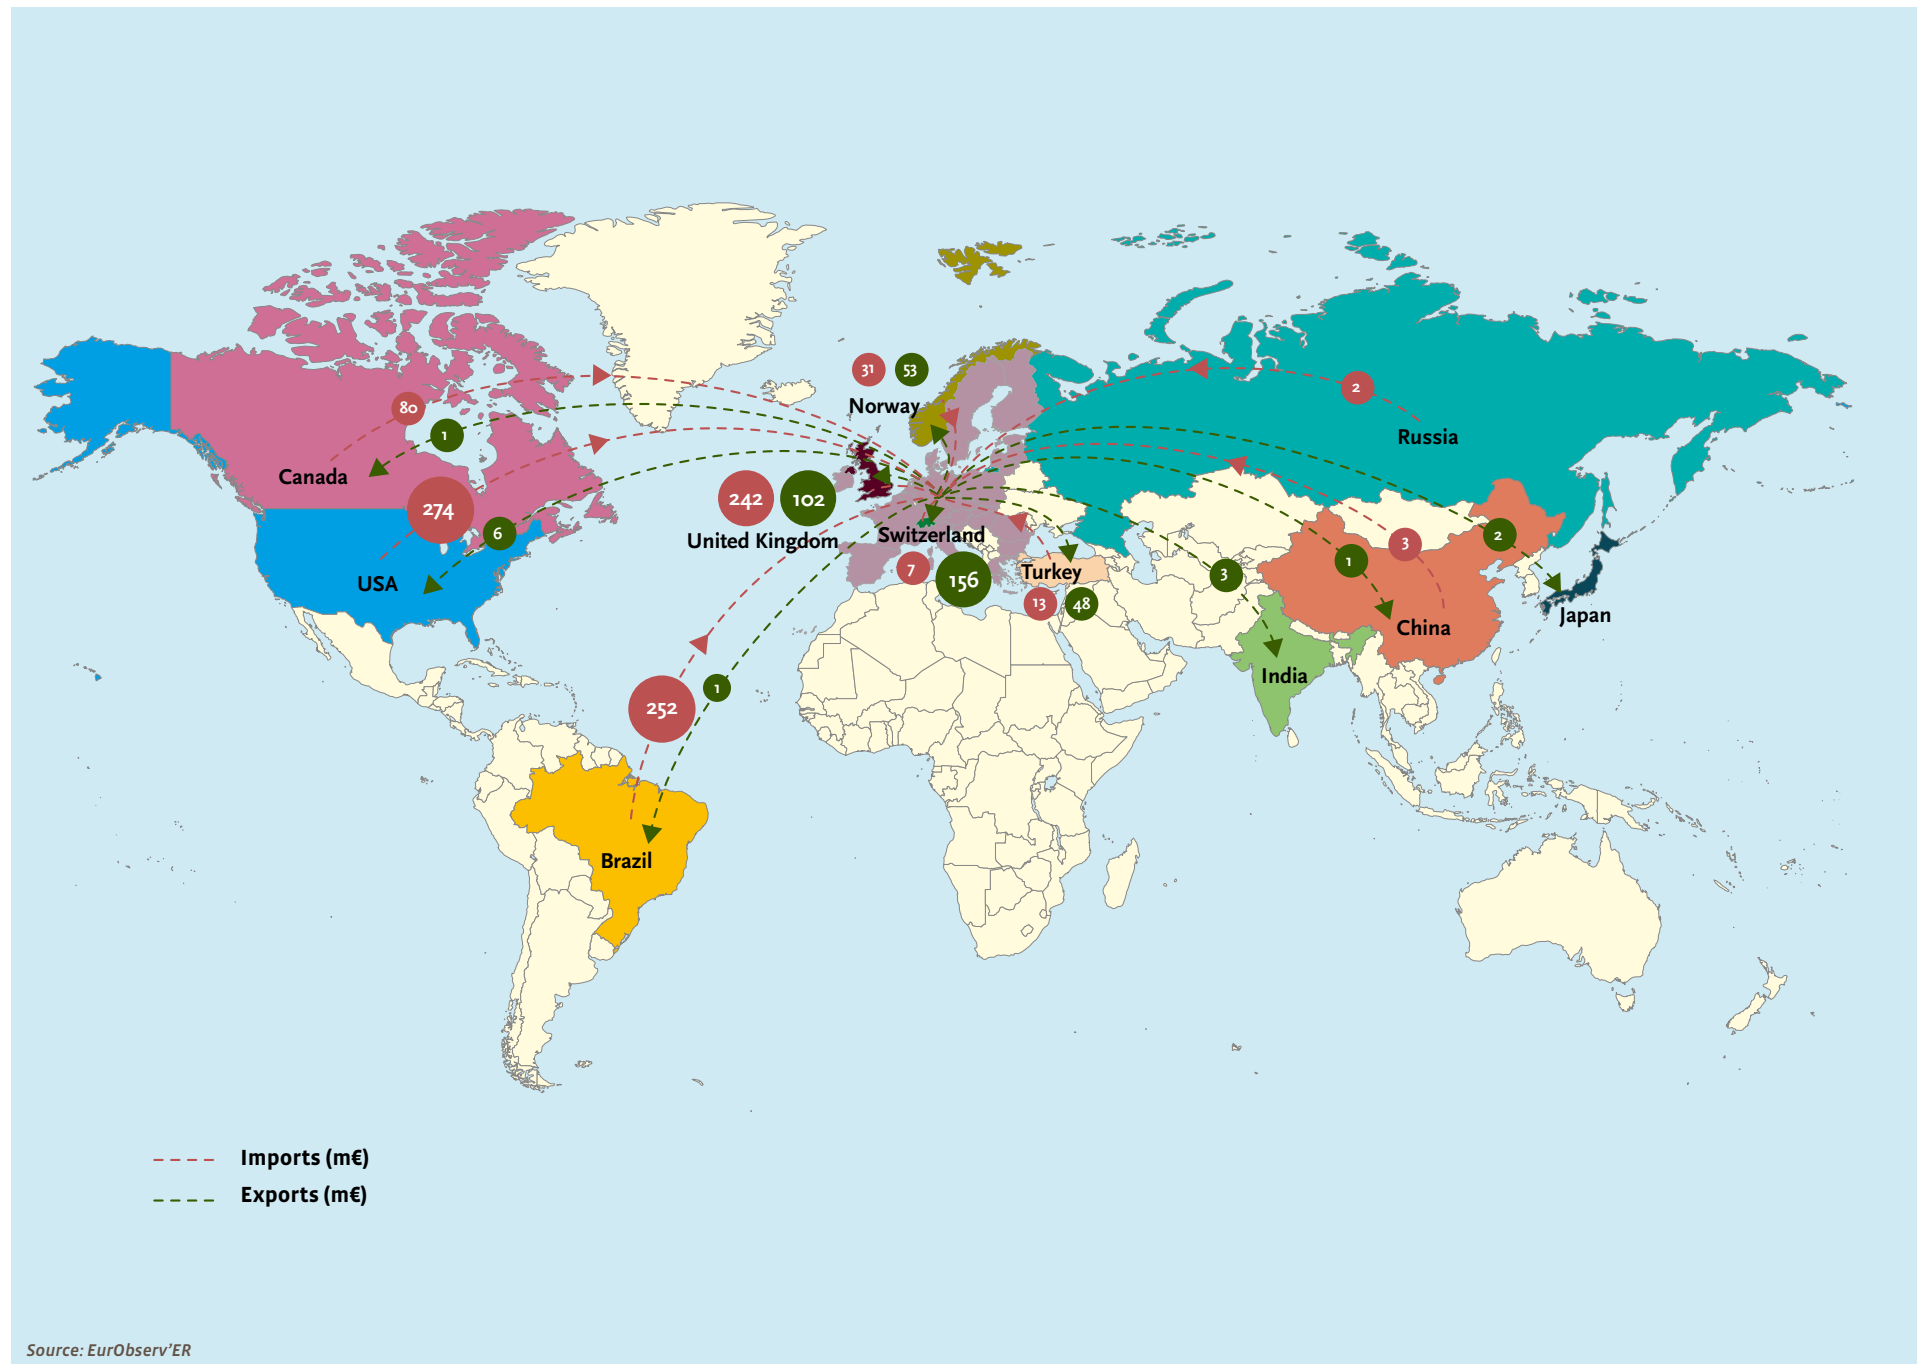 31
53
Norway
2
Russia
80
1
Canada
274
6
USA
242
102
United Kingdom
Switzerland
7
156
Turkey
13
48
3
India
1
3
China
2
Japan
252
1
Brazil
Imports (m€)
Exports (m€)
Source: EurObserv’ER